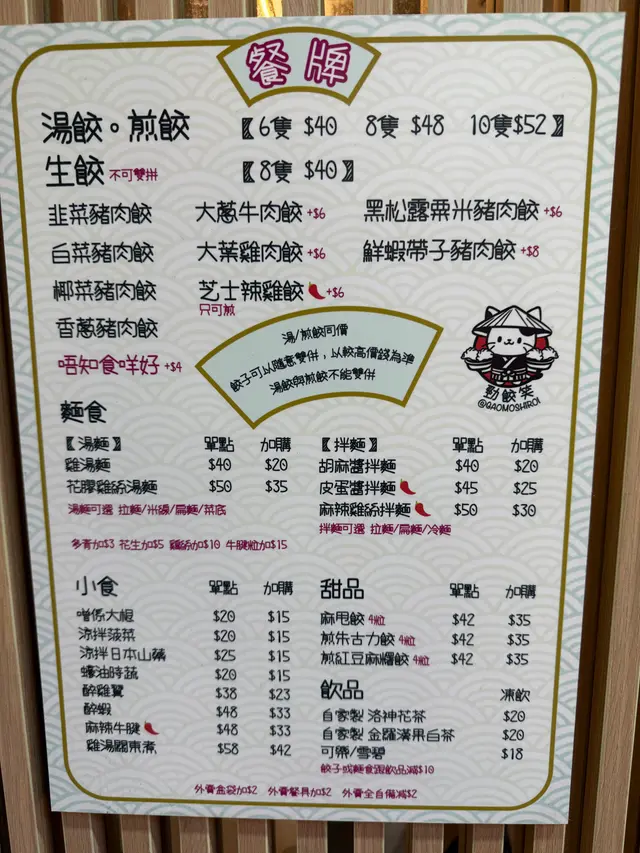 餐牌
湯餃。煎餃 【6隻 $40 8隻 $48 10隻$52】
生餃 不可雙拼 【8隻 $40】
韭菜豬肉餃 大蔥牛肉餃 +$6 黑松露粟米豬肉餃 +$6
白菜豬肉餃 大葉雞肉餃 +$6 鮮蝦帶子豬肉餃 +$8
椰菜豬肉餃 芝士辣雞餃 +$6
只可煎
香蔥豬肉餃
唔知食咩好 +$4
湯/煎餃同價
餃子可以隨意雙併，以較高價錢為準
湯餃與煎餃不能雙併
勁餃笑
@GAOMOSHIROI
麵食
【湯麵】 單點 加購
雞湯麵 $40 $20
花膠雞絲湯麵 $50 $35
湯麵可選 拉麵/米線/扁麵/菜底
【拌麵】 單點 加購
胡麻醬拌麵 $40 $20
皮蛋醬拌麵 $45 $25
麻辣雞絲拌麵 $50 $30
拌麵可選 拉麵/扁麵/冷麵
多青加$3 花生加$5 雞絲加$10 牛腱粒加$15
小食 單點 加購
噌係大根 $20 $15
涼拌菠菜 $20 $15
涼拌日本山藥 $25 $15
蠔油時蔬 $20 $15
醉雞翼 $38 $23
醉蝦 $48 $33
麻辣牛腱 $48 $33
雞湯關東煮 $58 $42
甜品 單點 加購
麻甩餃 4粒 $42 $35
煎朱古力餃 4粒 $42 $35
煎紅豆麻糬餃 4粒 $42 $35
飲品 凍飲
自家製 洛神花茶 $20
自家製 金羅漢果白茶 $20
可樂/雪碧 $18
餃子或麵食跟飲品減$10
外賣盒袋加$2 外賣餐具加$2 外賣全自備減$2